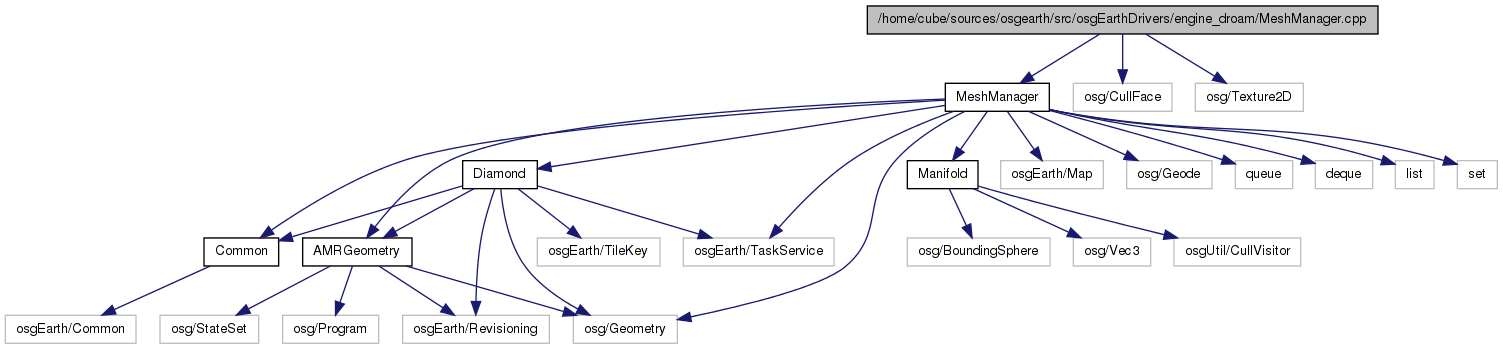 /home/cube/sources/osgearth/src/osgEarthDrivers/engine_droam/MeshManager.cpp
MeshManager
osg/CullFace
osg/Texture2D
Diamond
Manifold
osgEarth/Map
osg/Geode
queue
deque
list
set
Common
AMRGeometry
osgEarth/TileKey
osgEarth/TaskService
osg/BoundingSphere
osg/Vec3
osgUtil/CullVisitor
osgEarth/Common
osg/StateSet
osg/Program
osgEarth/Revisioning
osg/Geometry